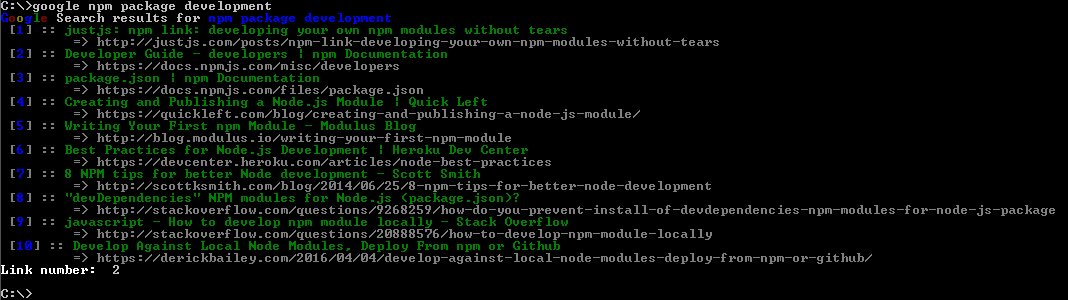 C:\>google npm package development
Google Search results for npm package development
[1] :: justjs: npm link: developing your own npm modules without tears
=> http://justjs.com/posts/npm-link-developing-your-own-npm-modules-without-tears
[2] :: Developer Guide - developers | npm Documentation
=> https://docs.npmjs.com/misc/developers
[3] :: package.json | npm Documentation
=> https://docs.npmjs.com/files/package.json
[4] :: Creating and Publishing a Node.js Module | Quick Left
=> https://quickleft.com/blog/creating-and-publishing-a-node-js-module/
[5] :: Writing Your First npm Module - Modulus Blog
=> http://blog.modulus.io/writing-your-first-npm-module
[6] :: Best Practices for Node.js Development | Heroku Dev Center
=> https://devcenter.heroku.com/articles/node-best-practices
[7] :: 8 NPM tips for better Node development - Scott Smith
=> http://scottksmith.com/blog/2014/06/25/8-npm-tips-for-better-node-development
[8] :: "devDependencies" NPM modules for Node.js (package.json)?
=> http://stackoverflow.com/questions/9268259/how-do-you-prevent-install-of-devdependencies-npm-modules-for-node-js-package
[9] :: javascript - How to develop npm module locally - Stack Overflow
=> http://stackoverflow.com/questions/20888576/how-to-develop-npm-module-locally
[10] :: Develop Against Local Node Modules, Deploy From npm or Github
=> https://derickbailey.com/2016/04/04/develop-against-local-node-modules-deploy-from-npm-or-github/
Link number: 2
C:\>